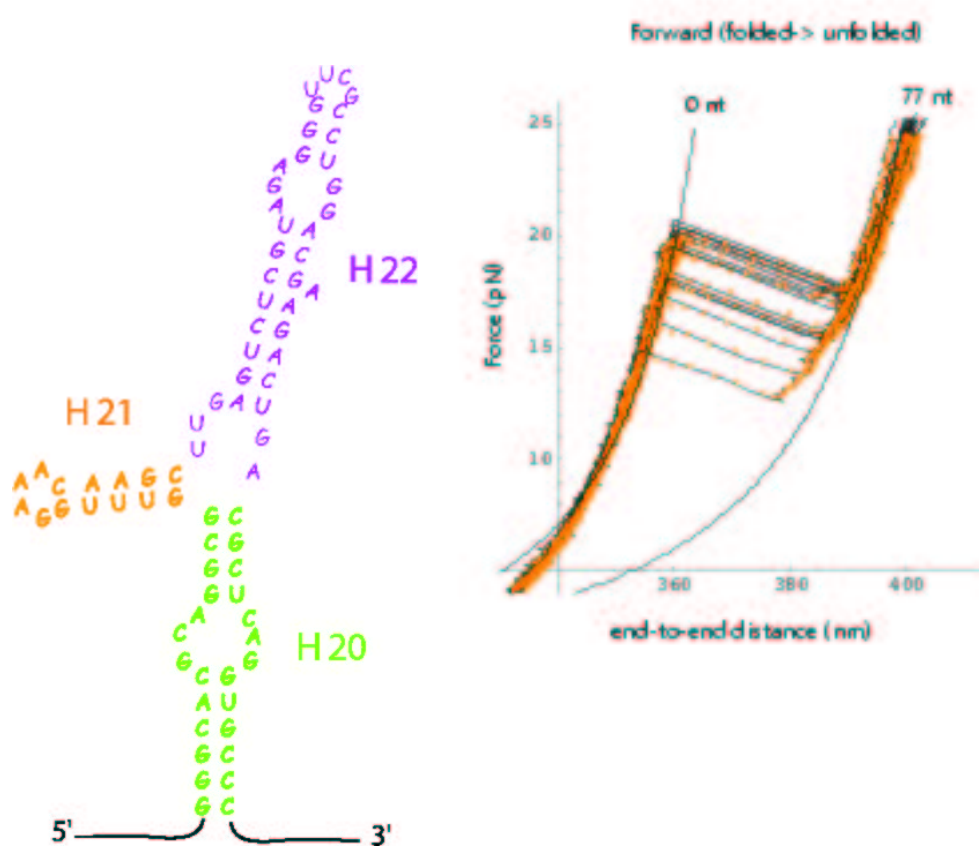 Forward (folded-> unfolded)
U C
U G
G C
G C
G U
A
G G
A G
U A
G C
C G A
U A
C G
U A
G C
G A U
U G
U A
H22
H21
A A C A A G C
A G G U U U G
G C
C G
G C
G U
A C
C A
G G
C G
A U
C G
G C
G C
G C
H20
5' 3'
0 nt
77 nt
25
20
15
10
Force (pN)
360 380 400
end-to-end distance (nm)